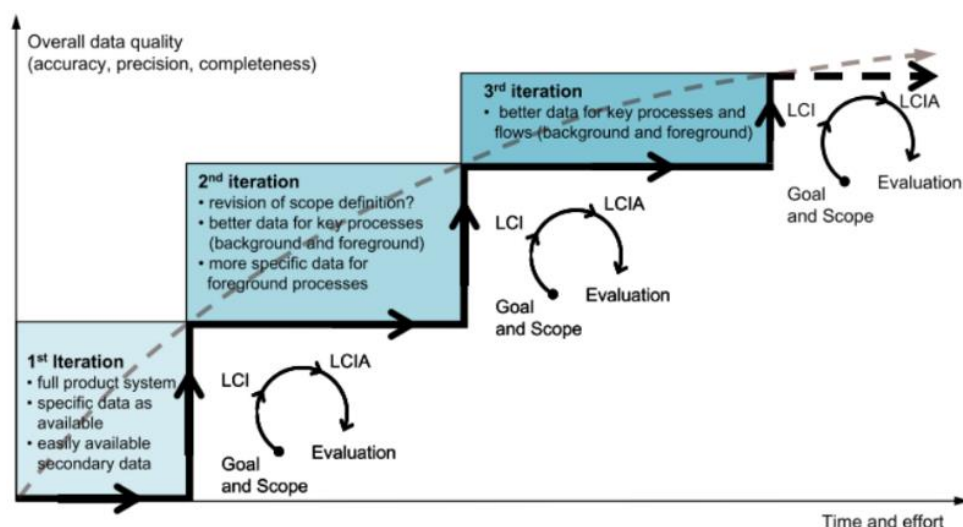 Overall data quality
(accuracy, precision, completeness)
3rd iteration
• better data for key processes and
flows (background and foreground)
LCI
LCIA
Goal
and Scope
Evaluation
2nd iteration
• revision of scope definition?
• better data for key processes
(background and foreground)
• more specific data for
foreground processes
LCI
LCIA
Goal
and Scope
Evaluation
1st Iteration
• full product system
• specific data as
available
• easily available
secondary data
LCI
LCIA
Goal
and Scope
Evaluation
Time and effort